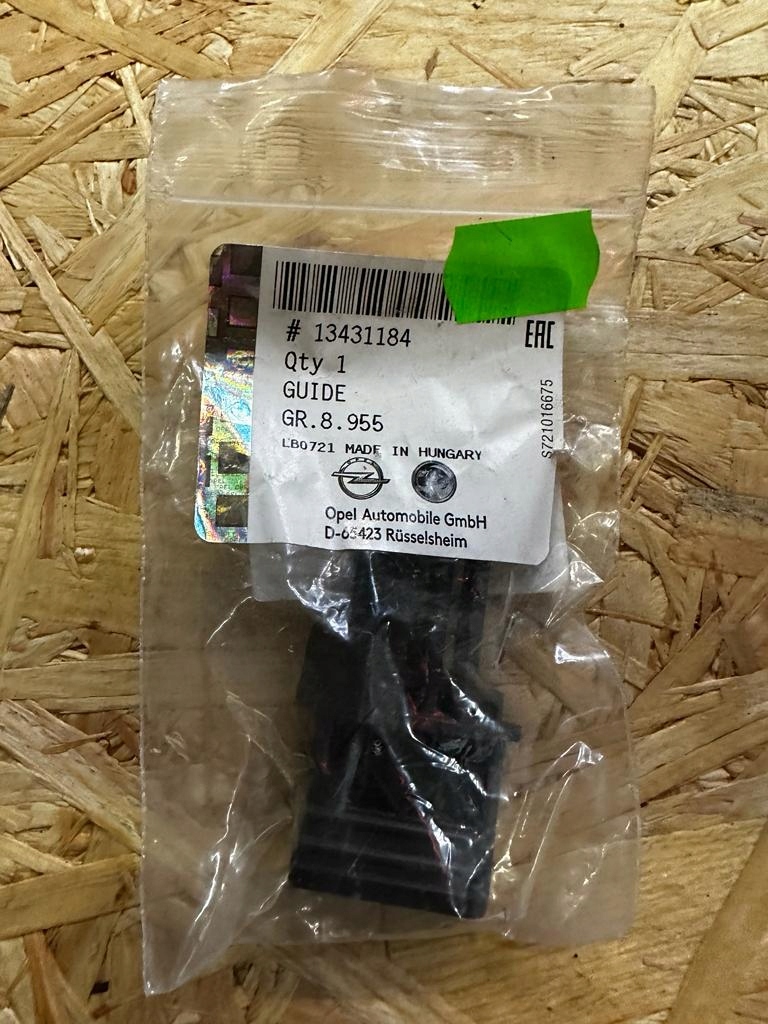 # 13431184
EAC
Qty 1
GUIDE
GR.8.955
LB0721 MADE IN HUNGARY
S721016675
Opel Automobile GmbH
D-65423 Rüsselsheim